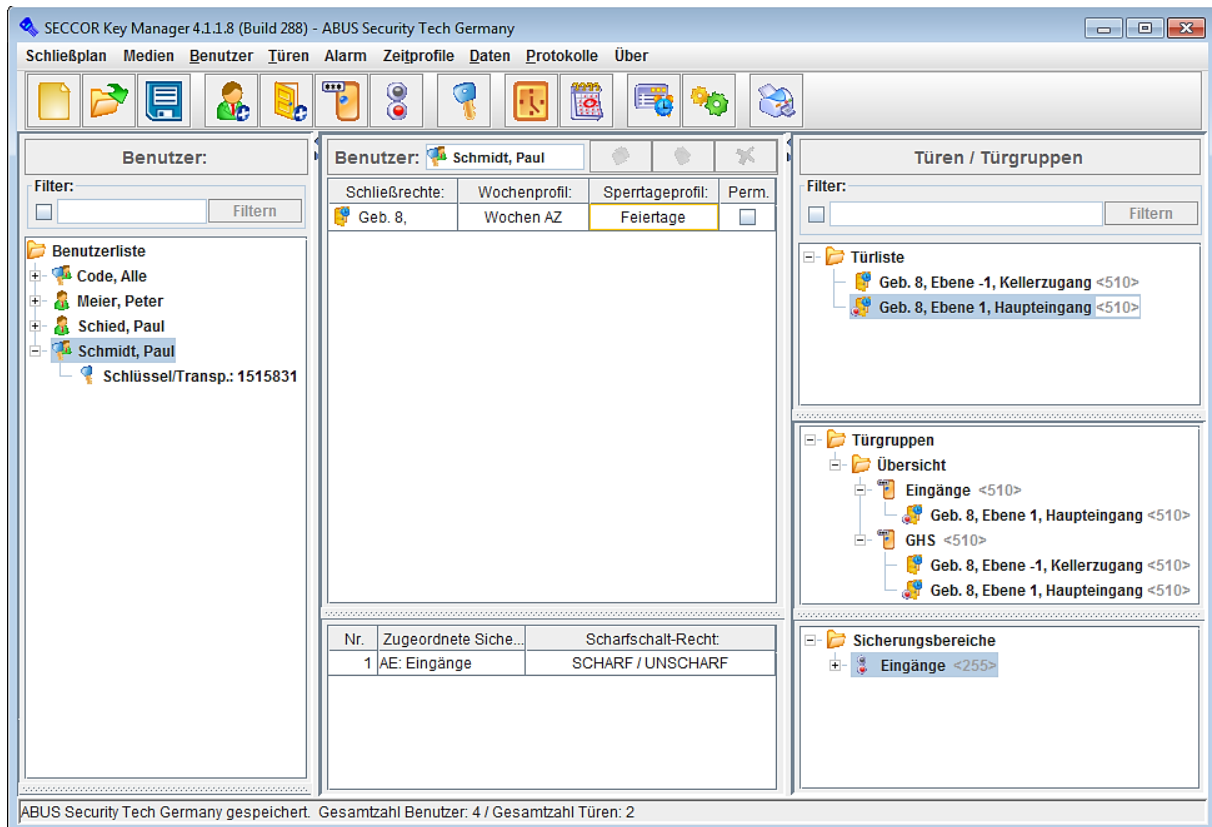 SECCOR Key Manager 4.1.1.8 (Build 288) - ABUS Security Tech Germany
Schließplan Medien Benutzer Türen Alarm Zeitprofile Daten Protokolle Über
Benutzer:
Filter:
Filtern
Benutzerliste
Code, Alle
Meier, Peter
Schied, Paul
Schmidt, Paul
Schlüssel/Transp.: 1515831
Benutzer: Schmidt, Paul
Schließrechte: Wochenprofil: Sperrtageprofil: Perm.
Geb. 8, Wochen AZ Feiertage
Nr. Zugeordnete Siche... Scharfschalt-Recht:
1 AE: Eingänge SCHARF / UNSCHARF
Türen / Türgruppen
Filter:
Filtern
Türliste
Geb. 8, Ebene -1, Kellerzugang <510>
Geb. 8, Ebene 1, Haupteingang <510>
Türgruppen
Übersicht
Eingänge <510>
Geb. 8, Ebene 1, Haupteingang <510>
GHS <510>
Geb. 8, Ebene -1, Kellerzugang <510>
Geb. 8, Ebene 1, Haupteingang <510>
Sicherungsbereiche
Eingänge <255>
ABUS Security Tech Germany gespeichert. Gesamtzahl Benutzer: 4 / Gesamtzahl Türen: 2